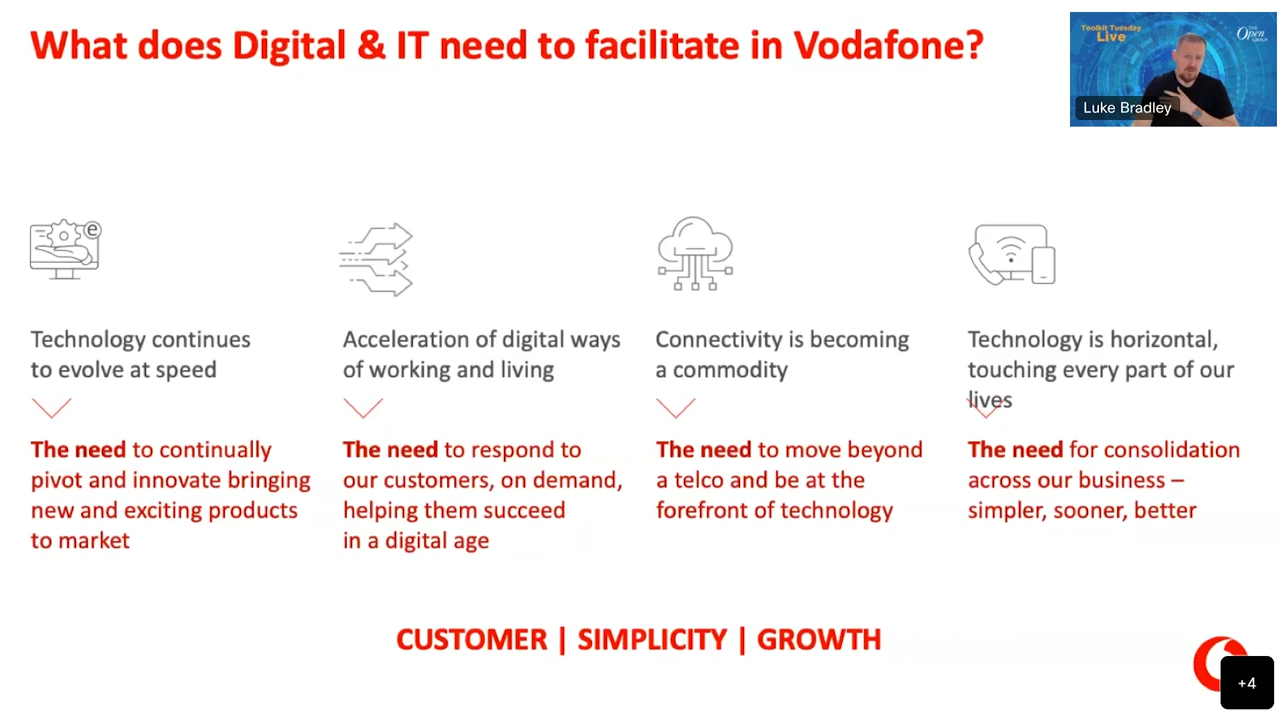 What does Digital & IT need to facilitate in Vodafone?
Toolkit Tuesday
Live
THE
Open
GROUP
Luke Bradley
e
Technology continues
to evolve at speed
The need to continually
pivot and innovate bringing
new and exciting products
to market
Acceleration of digital ways
of working and living
The need to respond to
our customers, on demand,
helping them succeed
in a digital age
Connectivity is becoming
a commodity
The need to move beyond
a telco and be at the
forefront of technology
Technology is horizontal,
touching every part of our
lives
The need for consolidation
across our business –
simpler, sooner, better
CUSTOMER | SIMPLICITY | GROWTH
+4